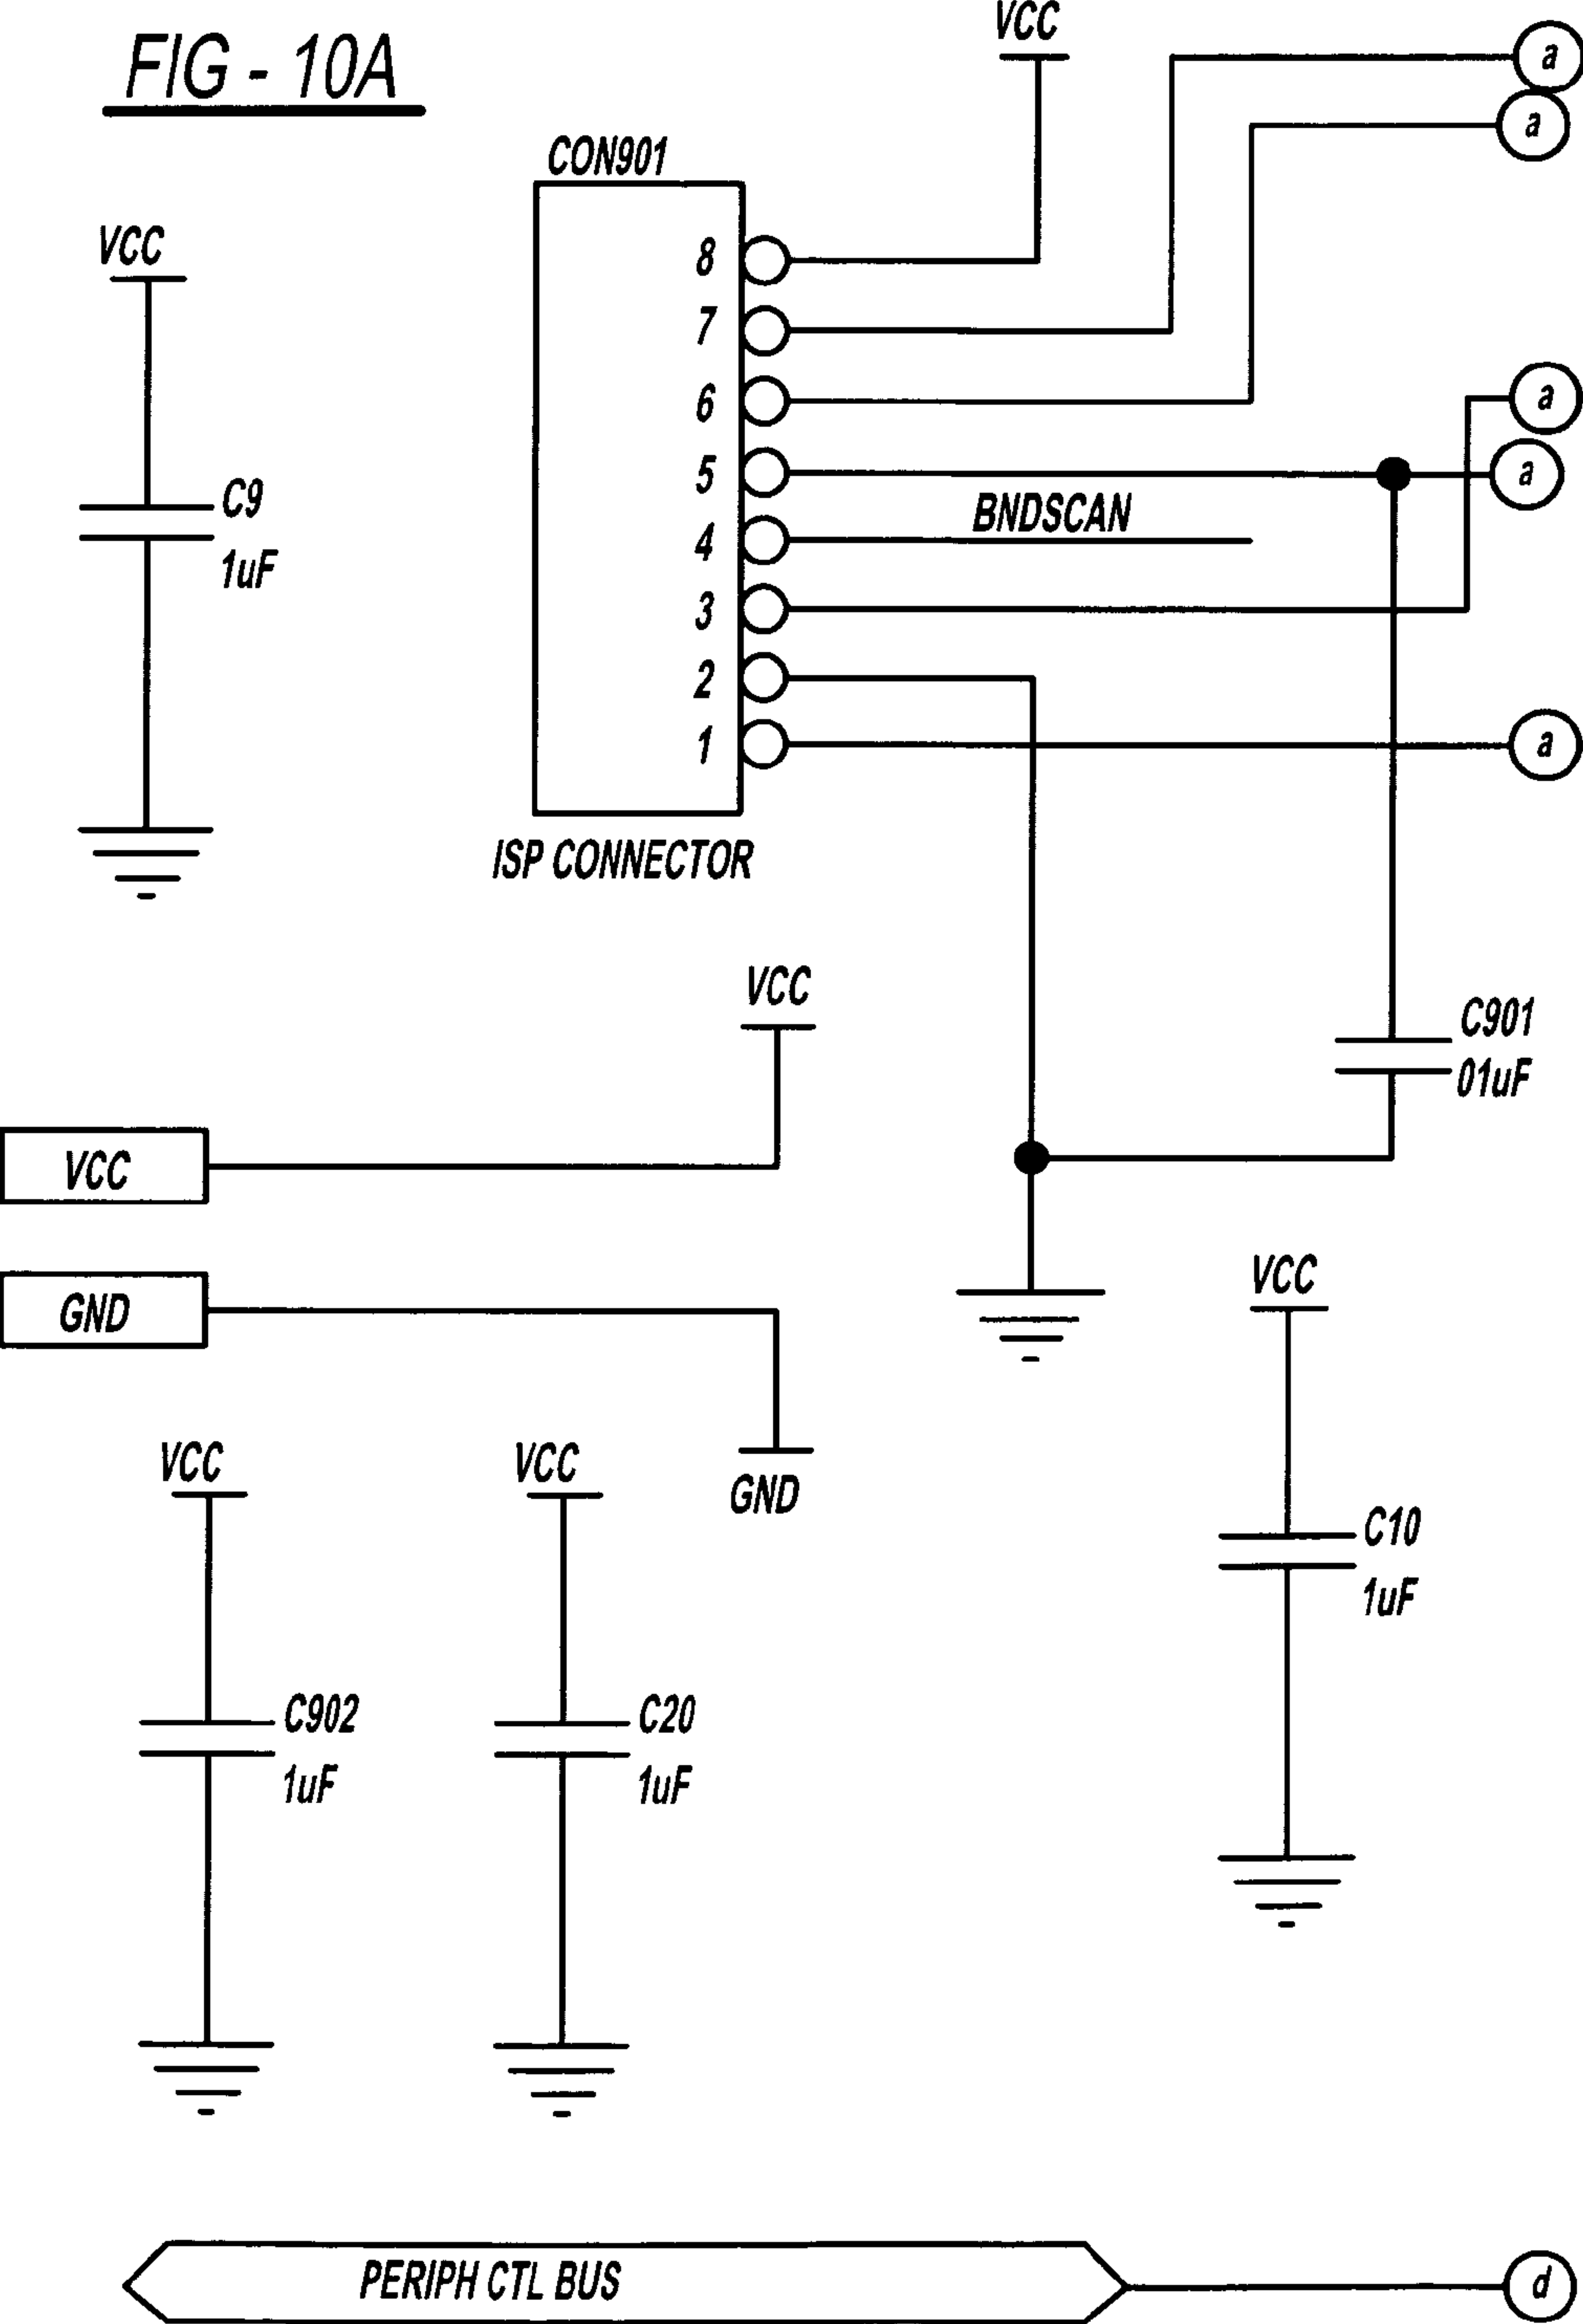 FIG - 10A
VCC
a
a
CON901
VCC
8
7
6
a
5
a
C9
1uF
BNDSCAN
4
3
2
1
a
ISP CONNECTOR
VCC
C901
01uF
VCC
GND
VCC
VCC
VCC
GND
C10
1uF
C902
1uF
C20
1uF
PERIPH CTL BUS
d